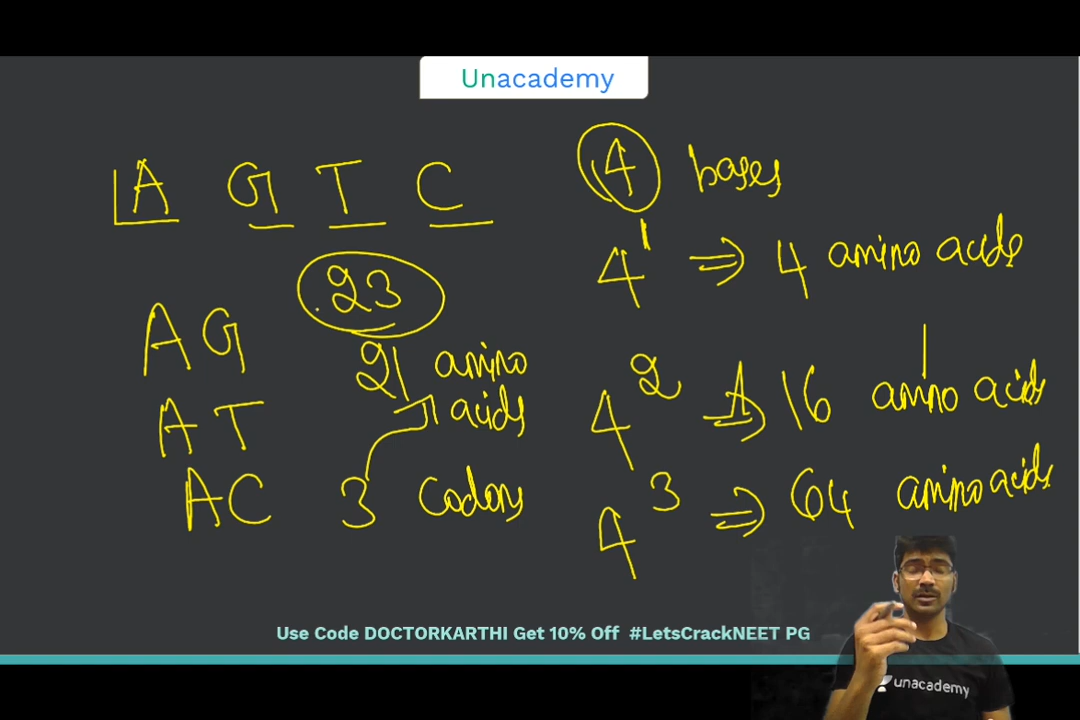 Unacademy
A G T C
4 bases
4¹ ⇒ 4 amino acids
23
AG
21 amino acids
AT
4² ⇒ 16 amino acids
AC
3 codons
4³ ⇒ 64 amino acids
Use Code DOCTORKARTHI Get 10% Off #LetsCrackNEET PG
unacademy